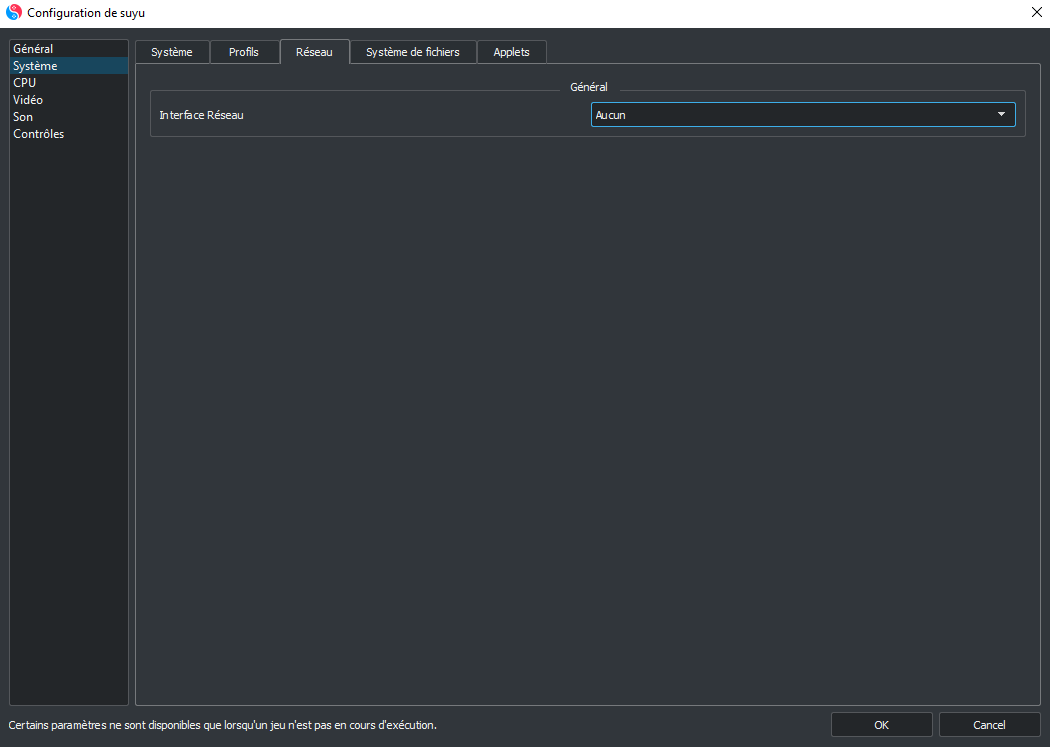 Configuration de suyu
Général
Système
CPU
Vidéo
Son
Contrôles
Système Profils Réseau Système de fichiers Applets
Général
Interface Réseau Aucun
Certains paramètres ne sont disponibles que lorsqu'un jeu n'est pas en cours d'exécution.
OK Cancel